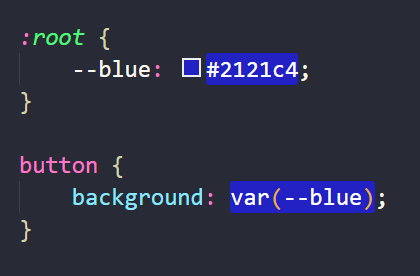 :root {
    --blue: #2121c4;
}

button {
    background: var(--blue);
}